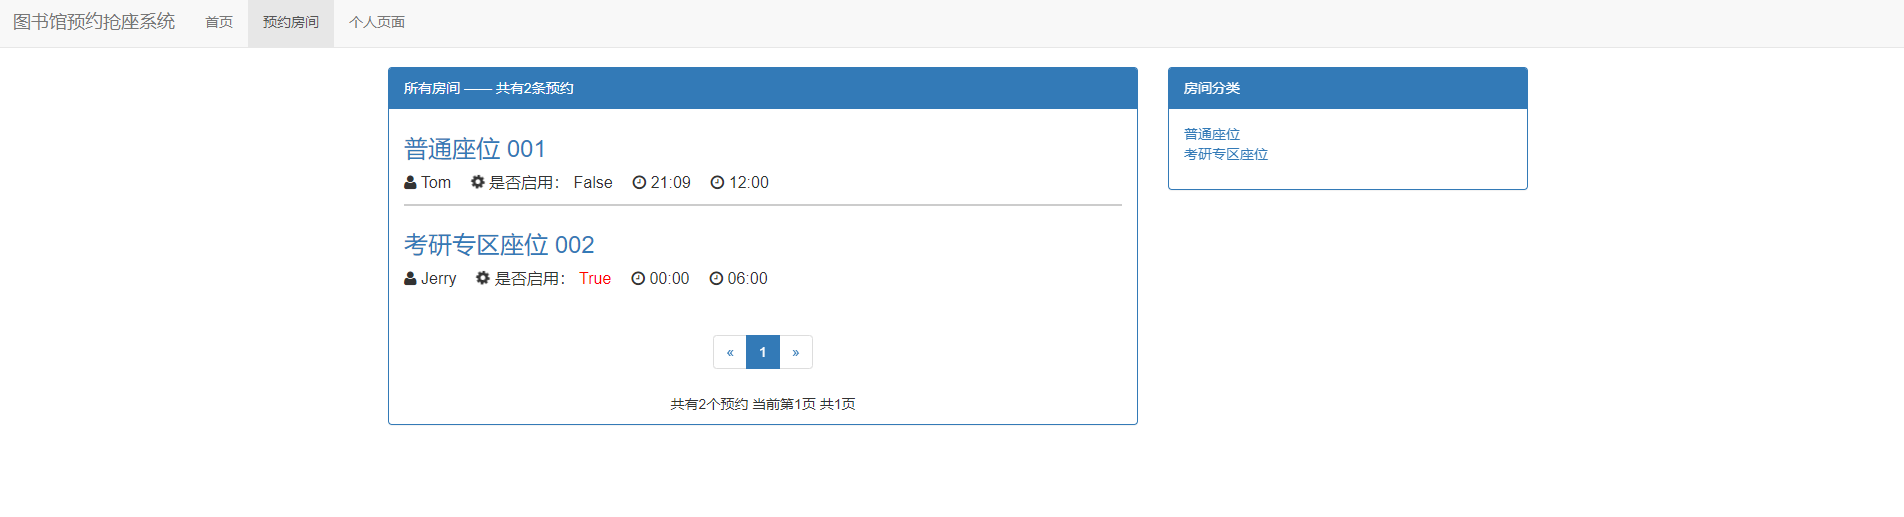 图书馆预约抢座系统 首页 预约房间 个人页面
所有房间 —— 共有2条预约
普通座位 001
Tom 是否启用： False 21:09 12:00
考研专区座位 002
Jerry 是否启用： True 00:00 06:00
« 1 »
共有2个预约 当前第1页 共1页
房间分类
普通座位
考研专区座位